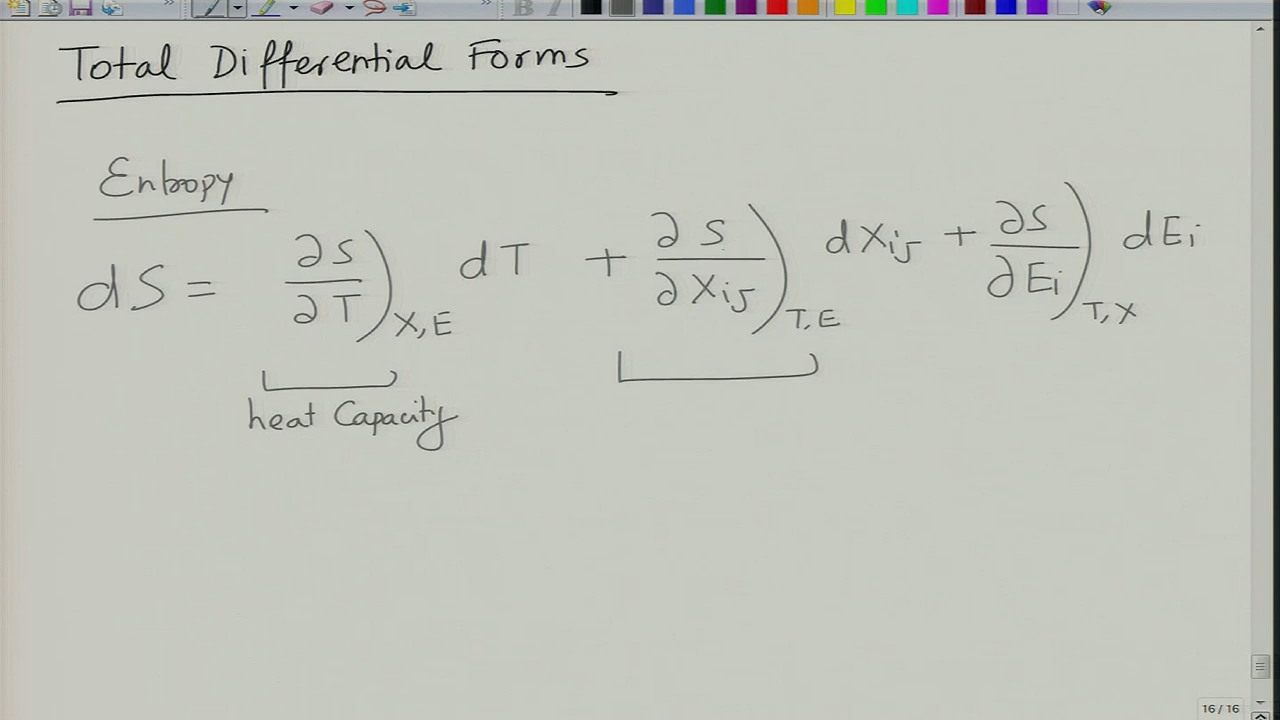 Total Differential Forms
Entropy
dS = ∂S/∂T)X,E dT + ∂S/∂Xij)T,E dXij + ∂S/∂Ei)T,X dEi
heat Capacity
16 / 16